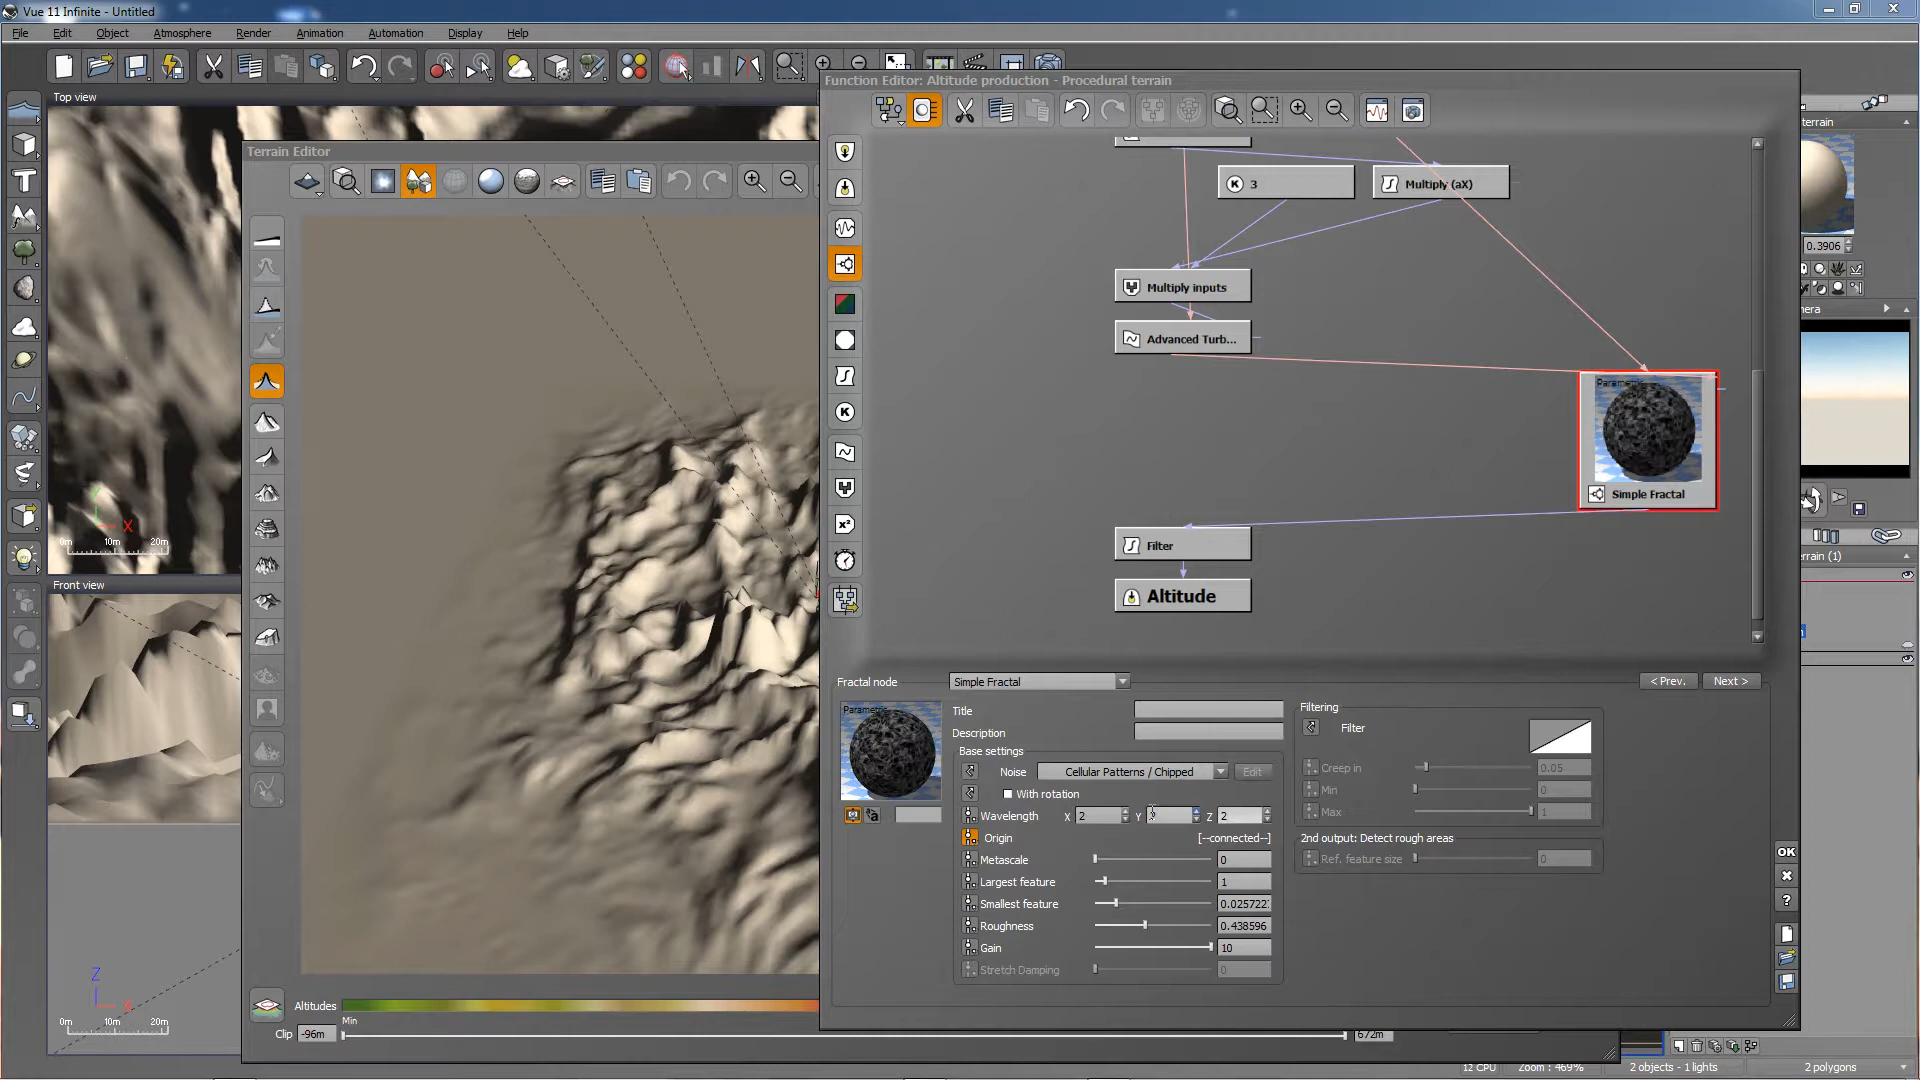 Vue 11 Infinite - Untitled
File Edit Object Atmosphere Render Animation Automation Display Help
Top view
Function Editor: Altitude production - Procedural terrain
Terrain Editor
K 3
Multiply (aX)
Multiply inputs
Advanced Turb...
Simple Fractal
Filter
Altitude
X
0m 10m 20m
Front view
Z
X
0m 10m 20m
0.3906
Fractal node Simple Fractal < Prev. Next >
Title
Description
Base settings
Noise Cellular Patterns / Chipped Edit
With rotation
Wavelength X 2 Y Z 2
Origin [--connected--]
Metascale 0
Largest feature 1
Smallest feature 0.025722
Roughness 0.438596
Gain 10
Stretch Damping 0
Filtering
Filter
Creep in 0.05
Min 0
Max 1
2nd output: Detect rough areas
Ref. feature size 0
OK
Altitudes
Min
Clip -96m 672m
12 CPU Zoom : 469% 2 objects - 1 lights 2 polygons